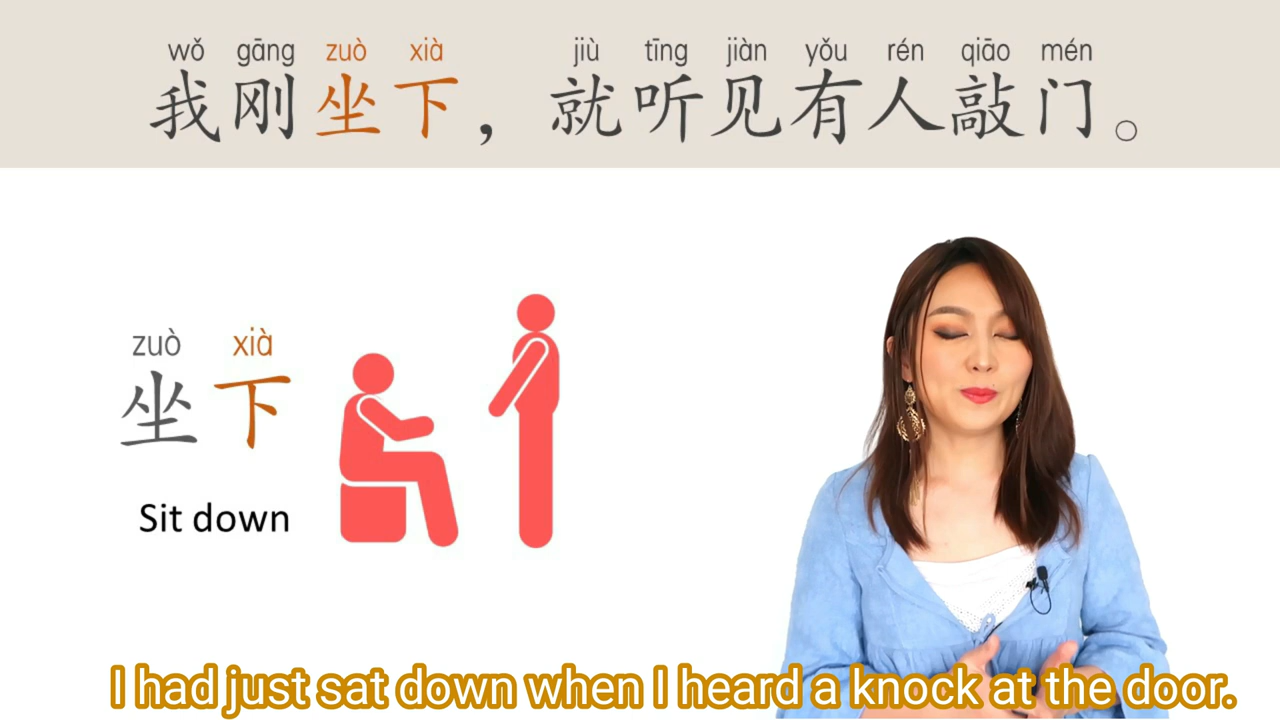 wǒ gāng zuò xià jiù tīng jiàn yǒu rén qiāo mén
我刚坐下，就听见有人敲门。
zuò xià
坐下
Sit down
I had just sat down when I heard a knock at the door.